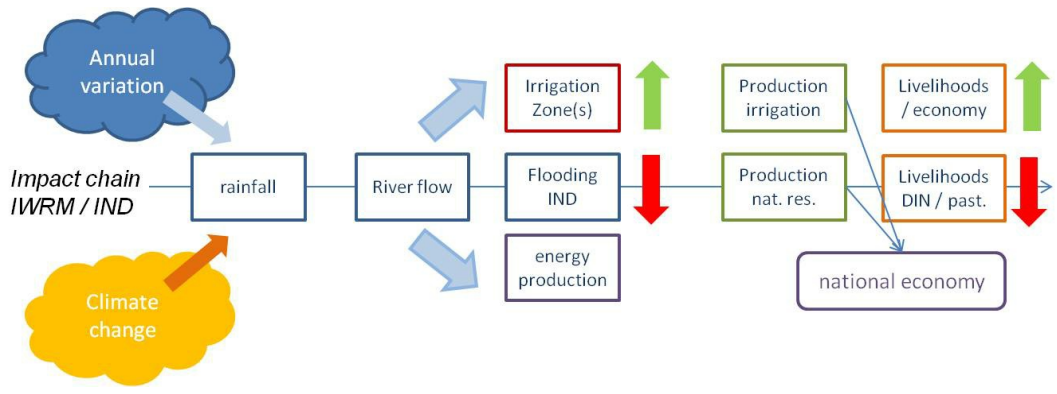 Annual
variation
Impact chain
IWRM / IND
Climate
change
rainfall
River flow
Irrigation
Zone(s)
Flooding
IND
energy
production
Production
irrigation
Production
nat. res.
Livelihoods
/ economy
Livelihoods
DIN / past.
national economy